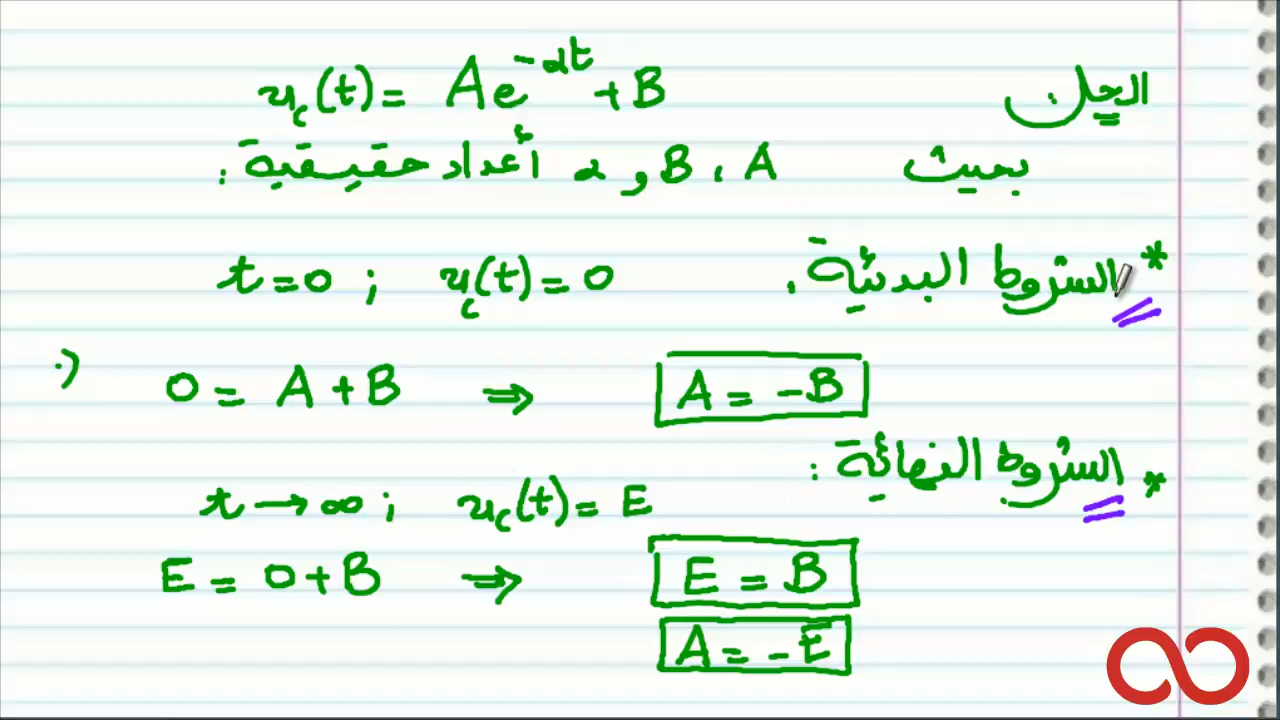 الحل: u_c(t) = Ae^{-αt} + B
بحيث A ، B و α أعداد حقيقية :
* الشروط البدئية : t = 0 ; u_c(t) = 0
0 = A + B ⇒ A = -B
* الشروط النهائية :
t → ∞ ; u_c(t) = E
E = 0 + B ⇒ E = B
A = -E